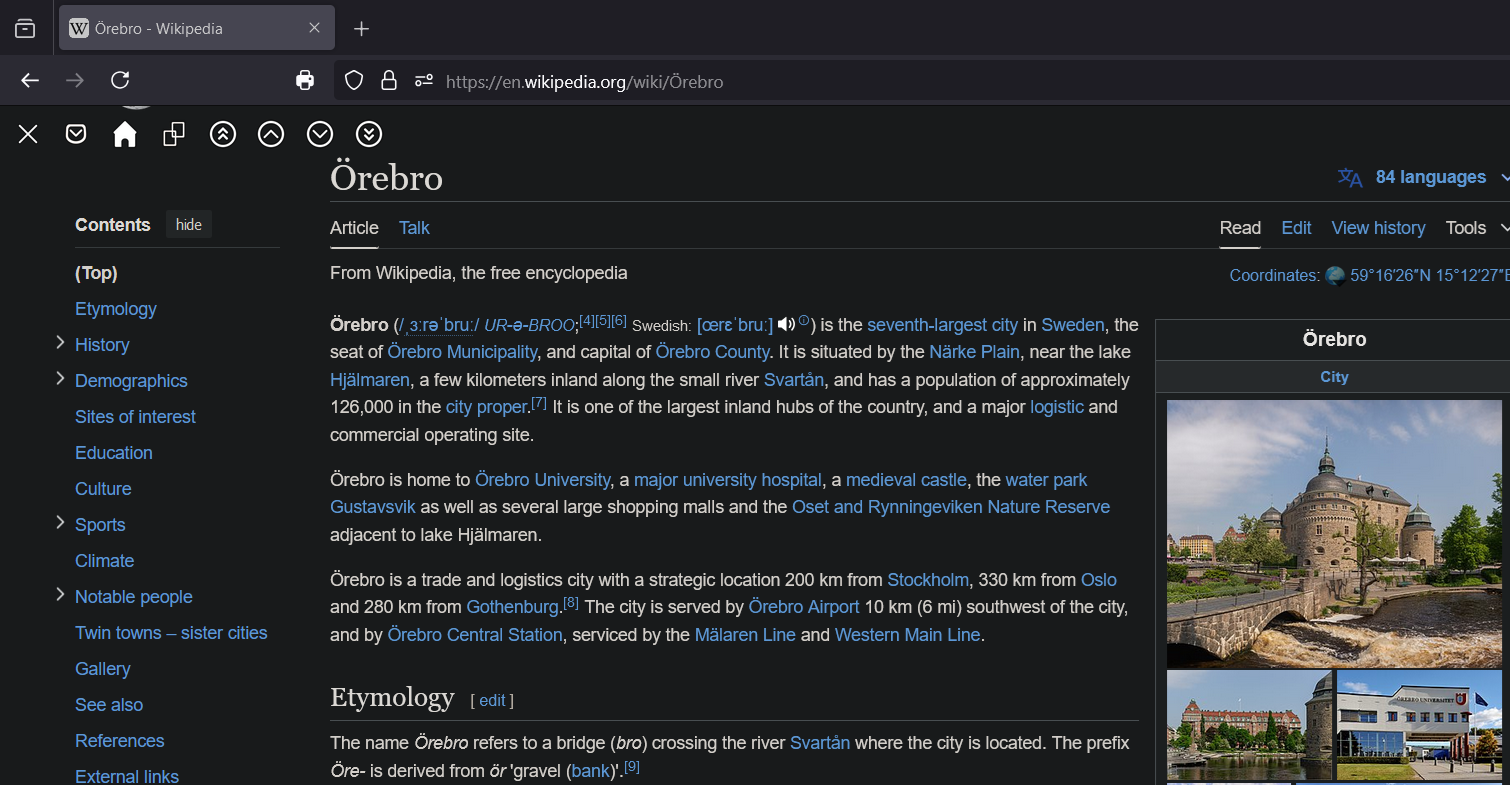 Örebro - Wikipedia
https://en.wikipedia.org/wiki/Örebro
Örebro
84 languages
Contents hide
Article Talk
Read Edit View history Tools
(Top)
Etymology
History
Demographics
Sites of interest
Education
Culture
Sports
Climate
Notable people
Twin towns – sister cities
Gallery
See also
References
External links
From Wikipedia, the free encyclopedia
Coordinates: 59°16′26″N 15°12′27″E
Örebro (/ˌɜːrəˈbruː/ UR-ə-BROO;[4][5][6] Swedish: [œrɛˈbruː] ⓘ) is the seventh-largest city in Sweden, the
seat of Örebro Municipality, and capital of Örebro County. It is situated by the Närke Plain, near the lake
Hjälmaren, a few kilometers inland along the small river Svartån, and has a population of approximately
126,000 in the city proper.[7] It is one of the largest inland hubs of the country, and a major logistic and
commercial operating site.
Örebro is home to Örebro University, a major university hospital, a medieval castle, the water park
Gustavsvik as well as several large shopping malls and the Oset and Rynningeviken Nature Reserve
adjacent to lake Hjälmaren.
Örebro is a trade and logistics city with a strategic location 200 km from Stockholm, 330 km from Oslo
and 280 km from Gothenburg.[8] The city is served by Örebro Airport 10 km (6 mi) southwest of the city,
and by Örebro Central Station, serviced by the Mälaren Line and Western Main Line.
Etymology [ edit ]
The name Örebro refers to a bridge (bro) crossing the river Svartån where the city is located. The prefix
Öre- is derived from ör 'gravel (bank)'.[9]
Örebro
City
ÖREBRO UNIVERSITET